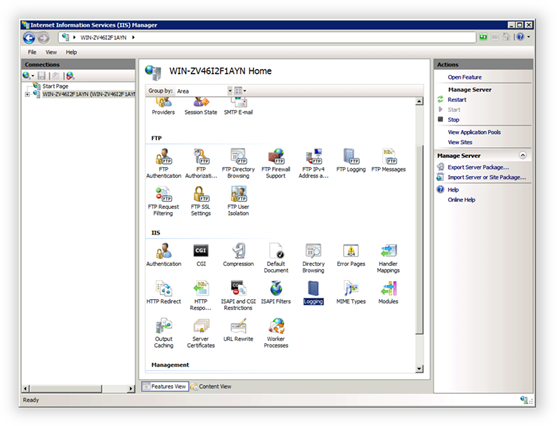 Internet Information Services (IIS) Manager
WIN-ZV46I2F1AYN
File View Help
Connections
Start Page
WIN-ZV46I2F1AYN (WIN-ZV46I2F1AYN
WIN-ZV46I2F1AYN Home
Group by: Area
Providers Session State SMTP E-mail
FTP
FTP Authentication FTP Authorizati... FTP Directory Browsing FTP Firewall Support FTP IPv4 Address a... FTP Logging FTP Messages
FTP Request Filtering FTP SSL Settings FTP User Isolation
IIS
Authentication CGI Compression Default Document Directory Browsing Error Pages Handler Mappings
HTTP Redirect HTTP Respo... ISAPI and CGI Restrictions ISAPI Filters Logging MIME Types Modules
Output Caching Server Certificates URL Rewrite Worker Processes
Management
Features View Content View
Actions
Open Feature
Manage Server
Restart
Start
Stop
View Application Pools
View Sites
Manage Server
Export Server Package...
Import Server or Site Package...
Help
Online Help
Ready